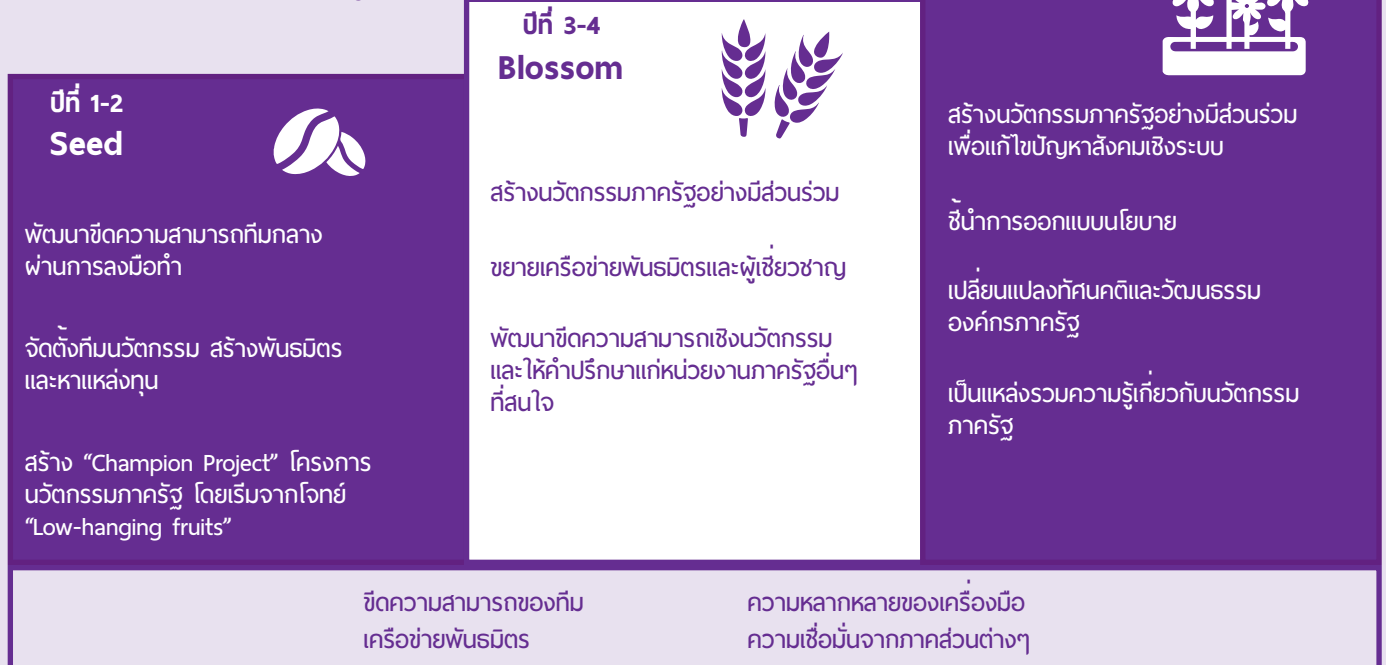 ปีที่ 1-2
Seed
พัฒนาขีดความสามารถทีมกลาง
ผ่านการลงมือทำ
จัดตั้งทีมนวัตกรรม สร้างพันธมิตร
และหาแหล่งทุน
สร้าง “Champion Project” โครงการ
นวัตกรรมภาครัฐ โดยเริ่มจากโจทย์
“Low-hanging fruits”
ปีที่ 3-4
Blossom
สร้างนวัตกรรมภาครัฐอย่างมีส่วนร่วม
ขยายเครือข่ายพันธมิตรและผู้เชี่ยวชาญ
พัฒนาขีดความสามารถเชิงนวัตกรรม
และให้คำปรึกษาแก่หน่วยงานภาครัฐอื่นๆ
ที่สนใจ
สร้างนวัตกรรมภาครัฐอย่างมีส่วนร่วม
เพื่อแก้ไขปัญหาสังคมเชิงระบบ
ชี้นำการออกแบบนโยบาย
เปลี่ยนแปลงทัศนคติและวัฒนธรรม
องค์กรภาครัฐ
เป็นแหล่งรวมความรู้เกี่ยวกับนวัตกรรม
ภาครัฐ
ขีดความสามารถของทีม
เครือข่ายพันธมิตร
ความหลากหลายของเครื่องมือ
ความเชื่อมั่นจากภาคส่วนต่างๆ